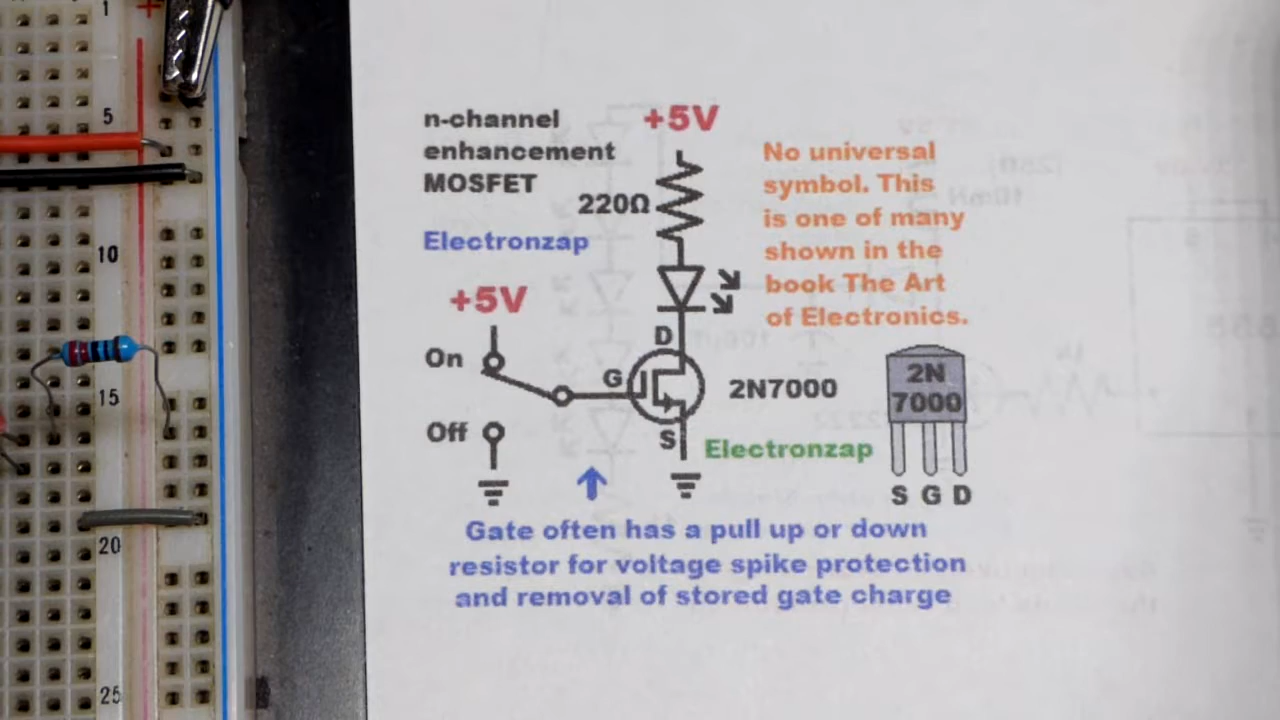 1
5
10
15
20
25
n-channel
enhancement
MOSFET
Electronzap
+5V
220Ω
No universal
symbol. This
is one of many
shown in the
book The Art
of Electronics.
+5V
On
Off
G
D
S
2N7000
Electronzap
2N
7000
S G D
Gate often has a pull up or down
resistor for voltage spike protection
and removal of stored gate charge